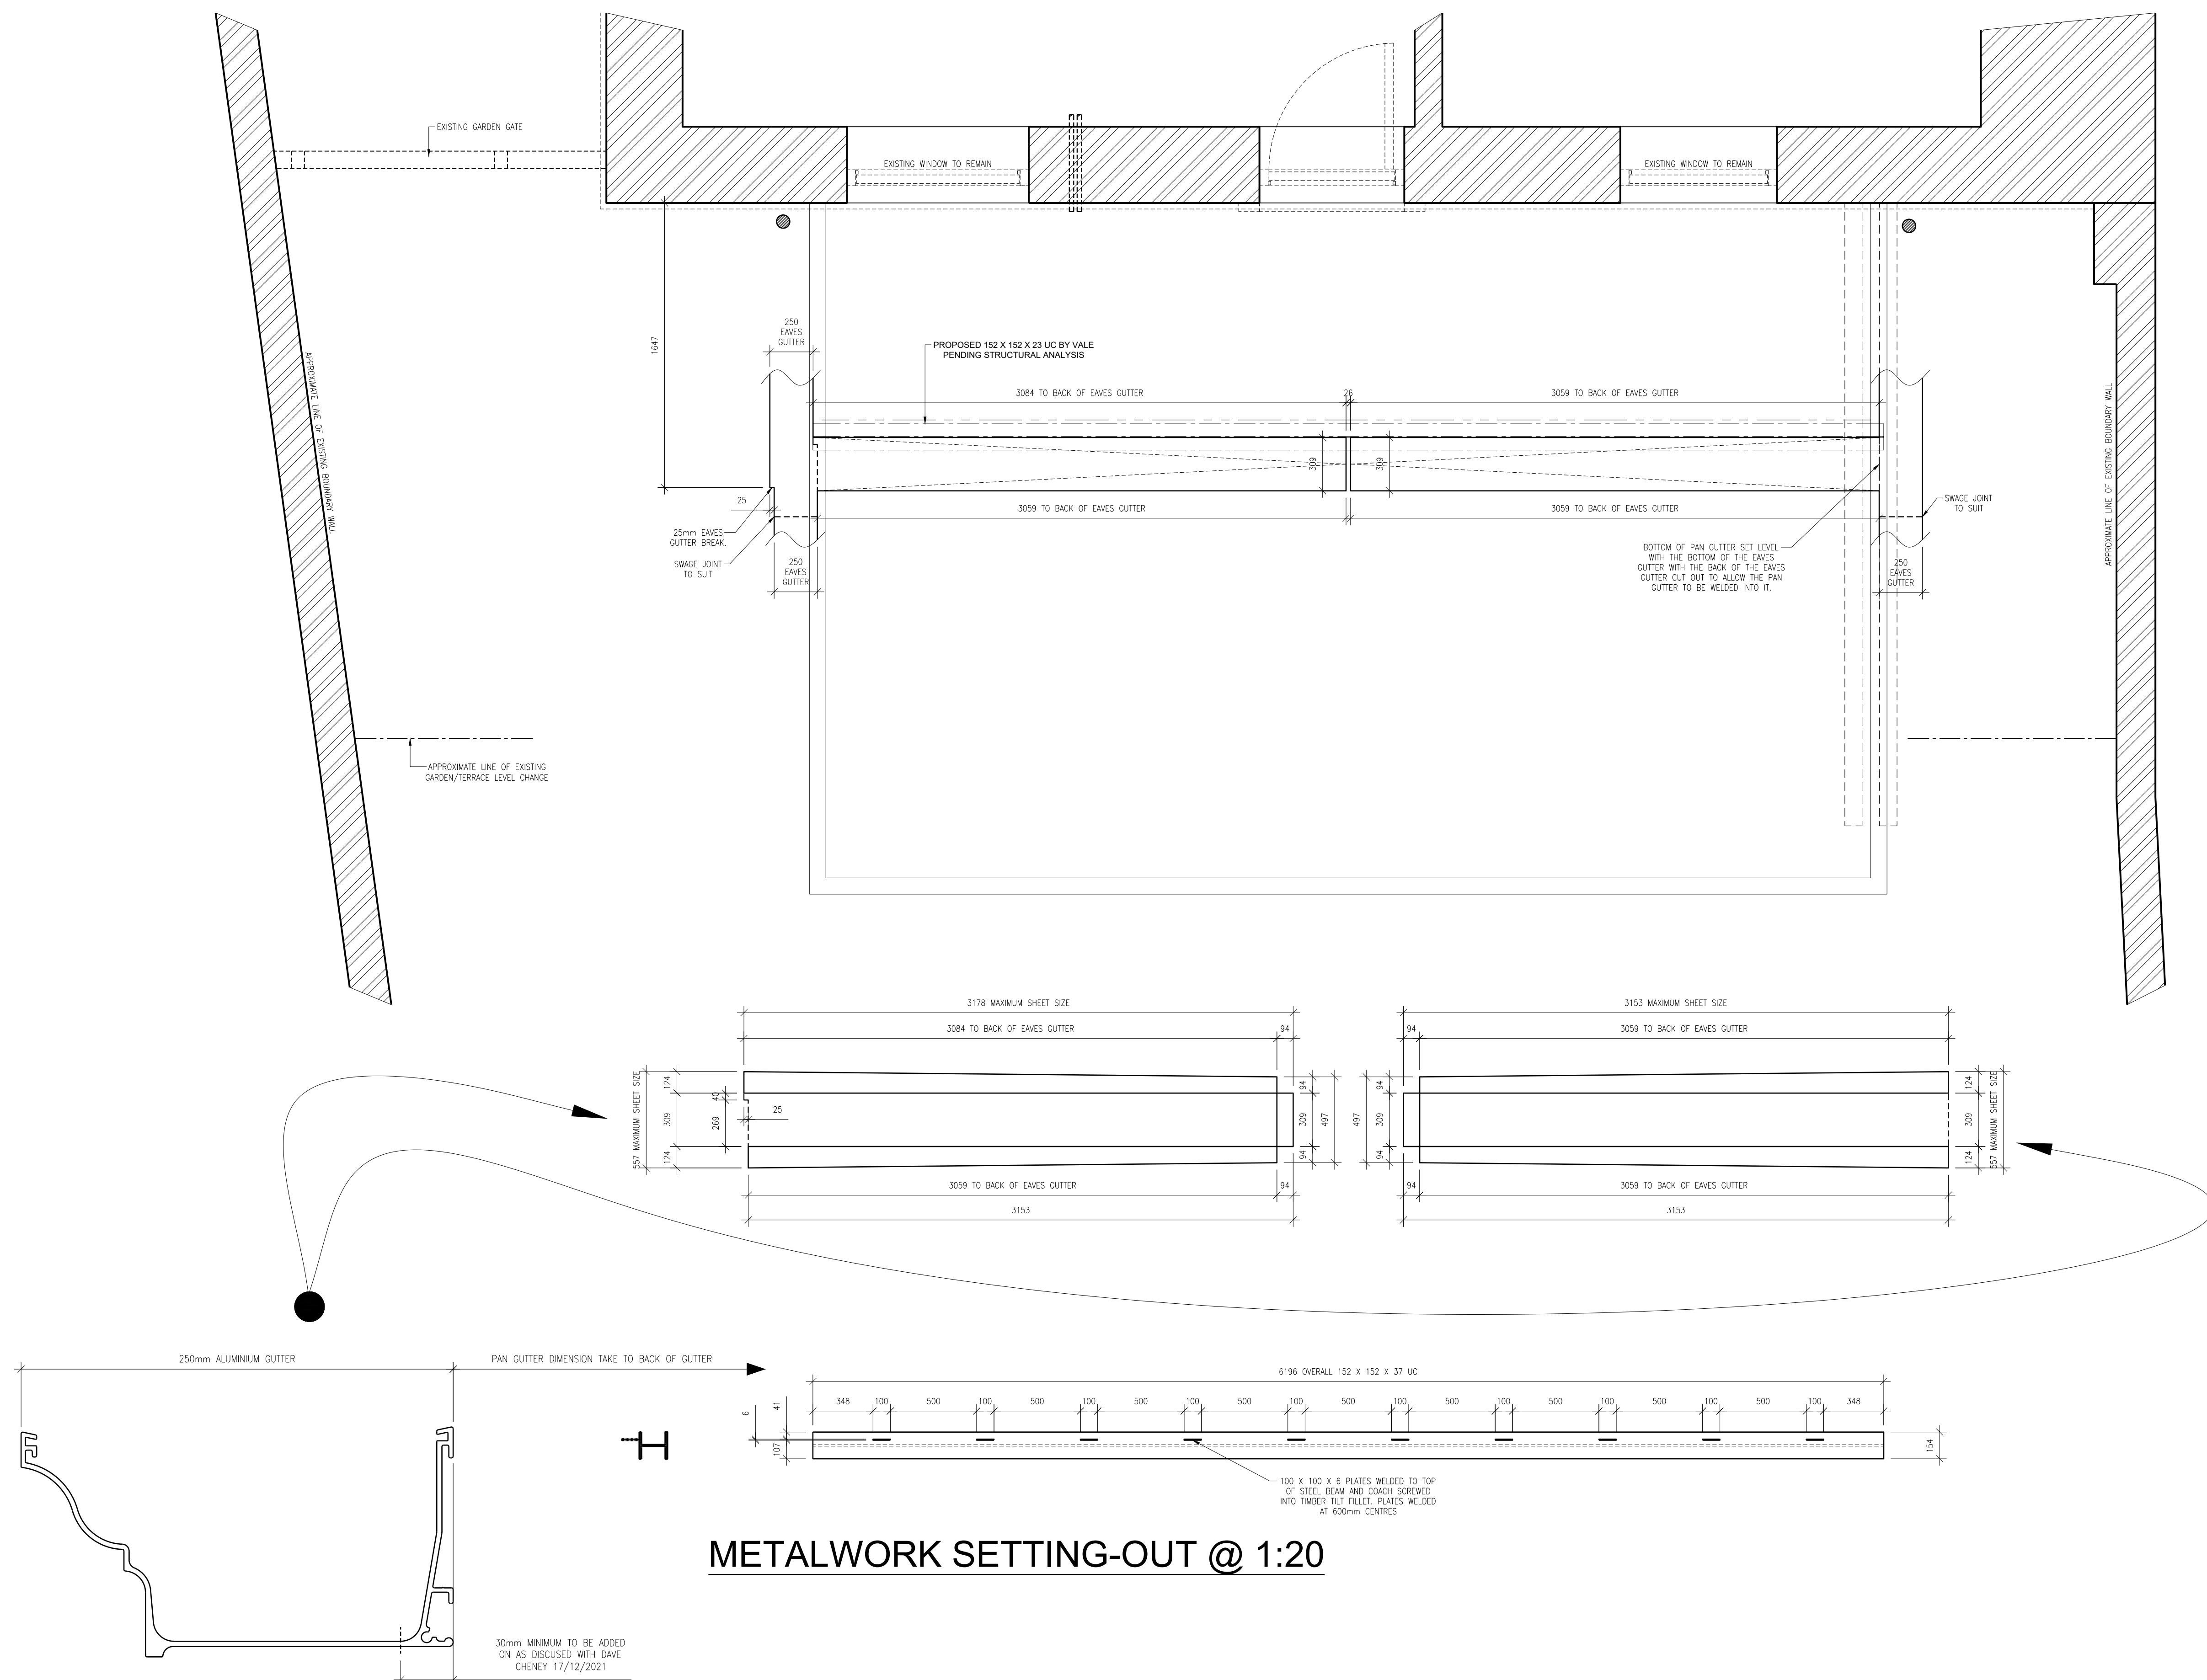 EXISTING GARDEN GATE
EXISTING WINDOW TO REMAIN
EXISTING WINDOW TO REMAIN
APPROXIMATE LINE OF EXISTING BOUNDARY WALL
APPROXIMATE LINE OF EXISTING BOUNDARY WALL
1647
250
EAVES
GUTTER
PROPOSED 152 X 152 X 23 UC BY VALE
PENDING STRUCTURAL ANALYSIS
3084 TO BACK OF EAVES GUTTER
26
3059 TO BACK OF EAVES GUTTER
309
309
25
3059 TO BACK OF EAVES GUTTER
3059 TO BACK OF EAVES GUTTER
SWAGE JOINT
TO SUIT
25mm EAVES
GUTTER BREAK.
SWAGE JOINT
TO SUIT
250
EAVES
GUTTER
BOTTOM OF PAN GUTTER SET LEVEL
WITH THE BOTTOM OF THE EAVES
GUTTER WITH THE BACK OF THE EAVES
GUTTER CUT OUT TO ALLOW THE PAN
GUTTER TO BE WELDED INTO IT.
250
EAVES
GUTTER
APPROXIMATE LINE OF EXISTING
GARDEN/TERRACE LEVEL CHANGE
3178 MAXIMUM SHEET SIZE
3084 TO BACK OF EAVES GUTTER
94
557 MAXIMUM SHEET SIZE
124
309
124
40
269
25
94
309
94
497
3059 TO BACK OF EAVES GUTTER
94
3153
3153 MAXIMUM SHEET SIZE
94
3059 TO BACK OF EAVES GUTTER
497
94
309
94
124
309
124
557 MAXIMUM SHEET SIZE
94
3059 TO BACK OF EAVES GUTTER
3153
250mm ALUMINIUM GUTTER
PAN GUTTER DIMENSION TAKE TO BACK OF GUTTER
6196 OVERALL 152 X 152 X 37 UC
348
100
500
100
500
100
500
100
500
100
500
100
500
100
500
100
500
100
500
100
348
6
41
107
154
100 X 100 X 6 PLATES WELDED TO TOP
OF STEEL BEAM AND COACH SCREWED
INTO TIMBER TILT FILLET. PLATES WELDED
AT 600mm CENTRES
METALWORK SETTING-OUT @ 1:20
30mm MINIMUM TO BE ADDED
ON AS DISCUSED WITH DAVE
CHENEY 17/12/2021